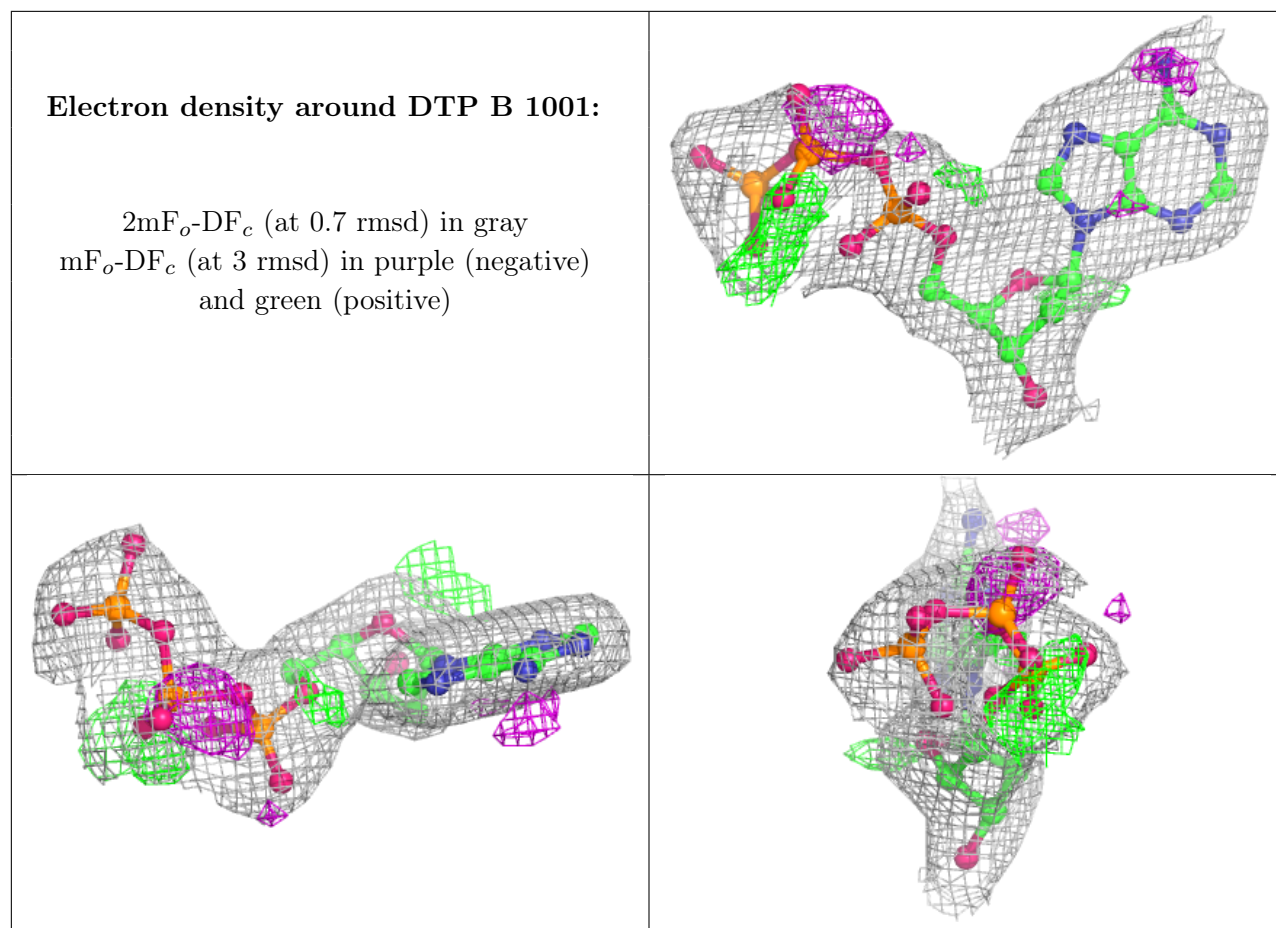 Electron density around DTP B 1001:
2mFo-DFc (at 0.7 rmsd) in gray
mFo-DFc (at 3 rmsd) in purple (negative)
and green (positive)